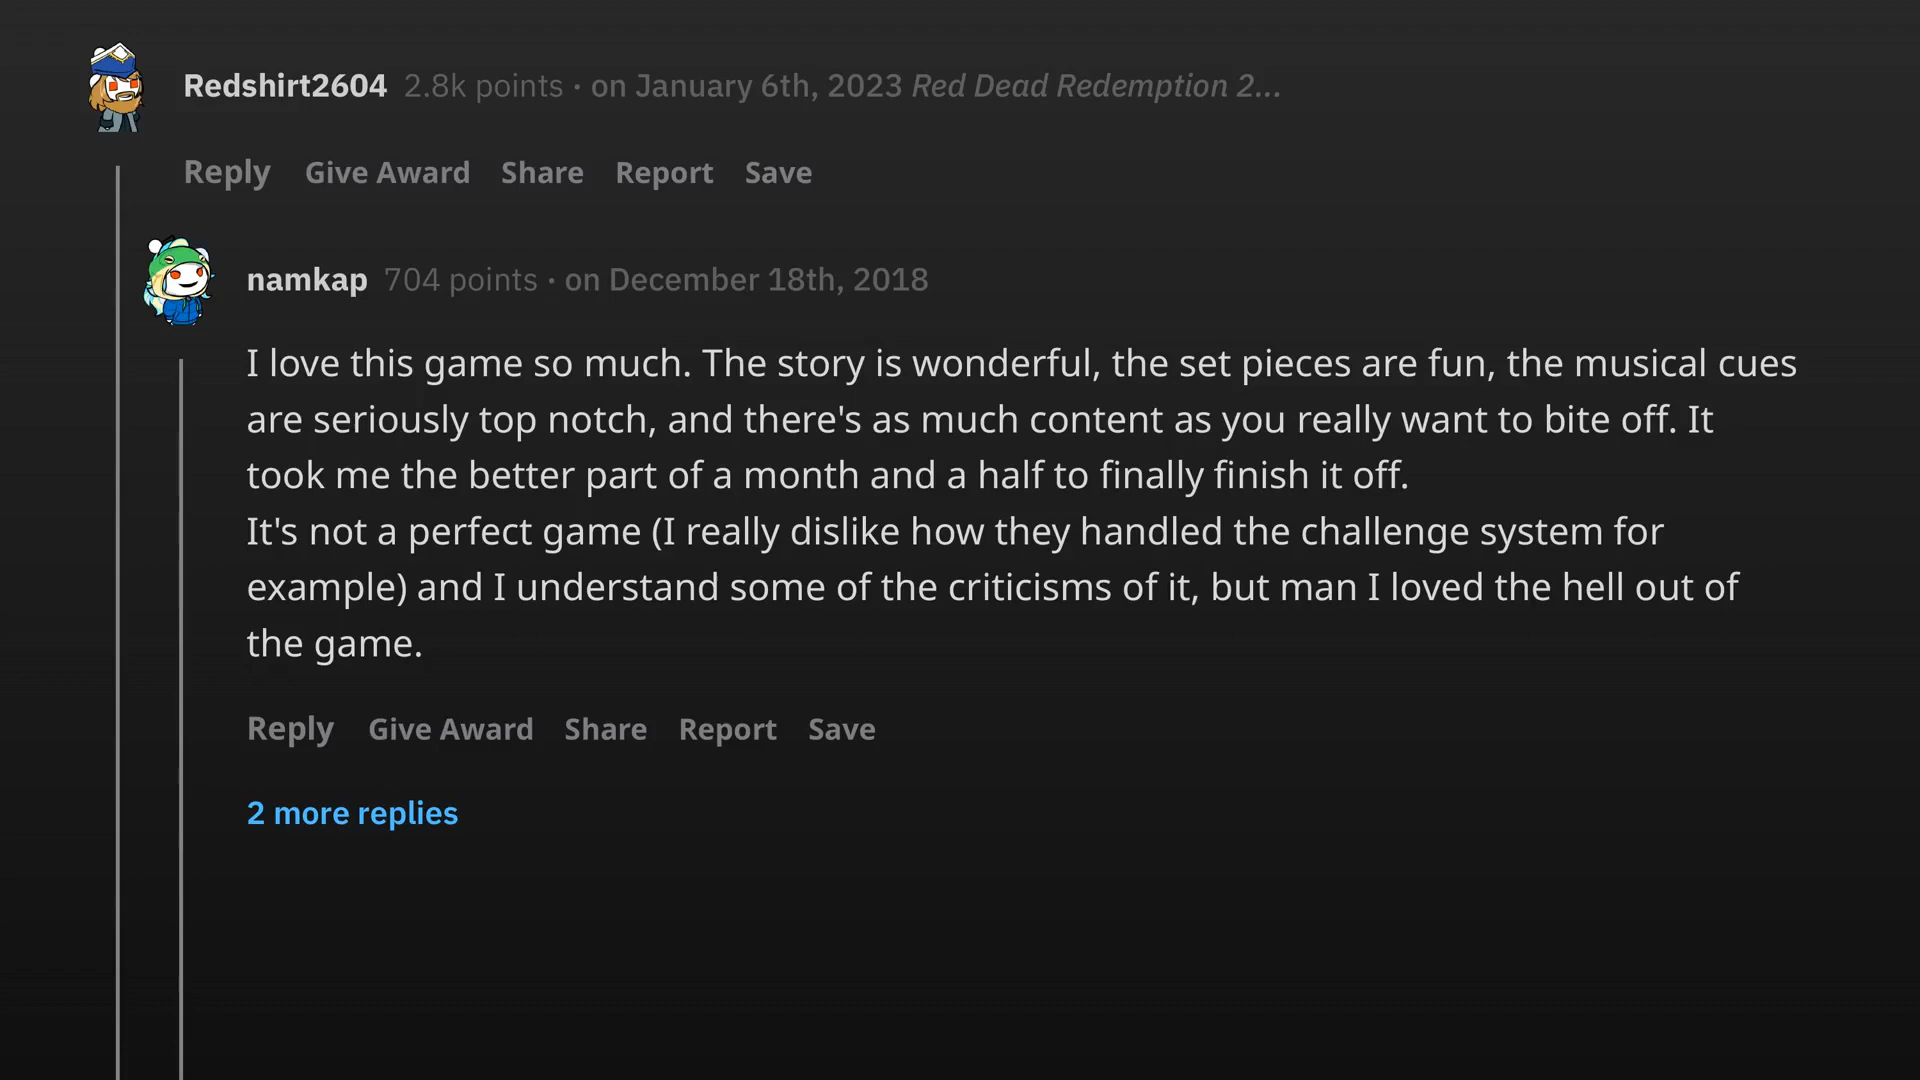 Redshirt2604 2.8k points · on January 6th, 2023 Red Dead Redemption 2...
Reply Give Award Share Report Save
namkap 704 points · on December 18th, 2018
I love this game so much. The story is wonderful, the set pieces are fun, the musical cues
are seriously top notch, and there's as much content as you really want to bite off. It
took me the better part of a month and a half to finally finish it off.
It's not a perfect game (I really dislike how they handled the challenge system for
example) and I understand some of the criticisms of it, but man I loved the hell out of
the game.
Reply Give Award Share Report Save
2 more replies